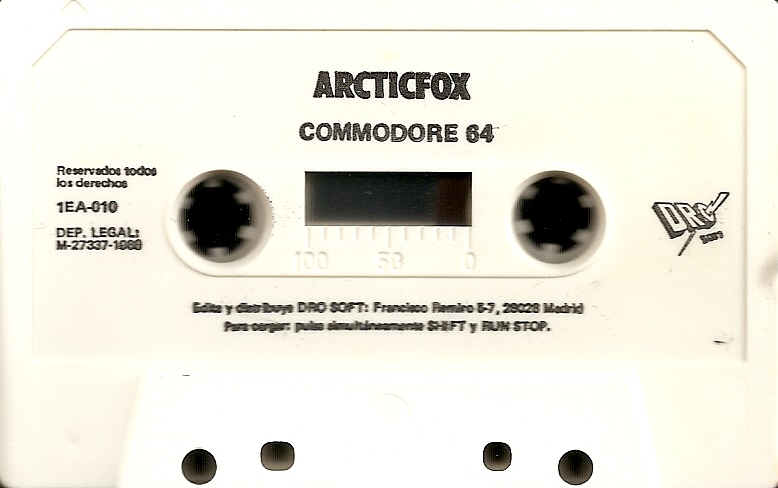 ARCTICFOX
COMMODORE 64
Reservados todos
los derechos
1EA-010
DEP. LEGAL:
M-27337-1988
DRO
SOFT
100 50 0
Edita y distribuye DRO SOFT: Francisco Remiro 5-7, 28028 Madrid
Para cargar: pulse simultáneamente SHIFT y RUN STOP.